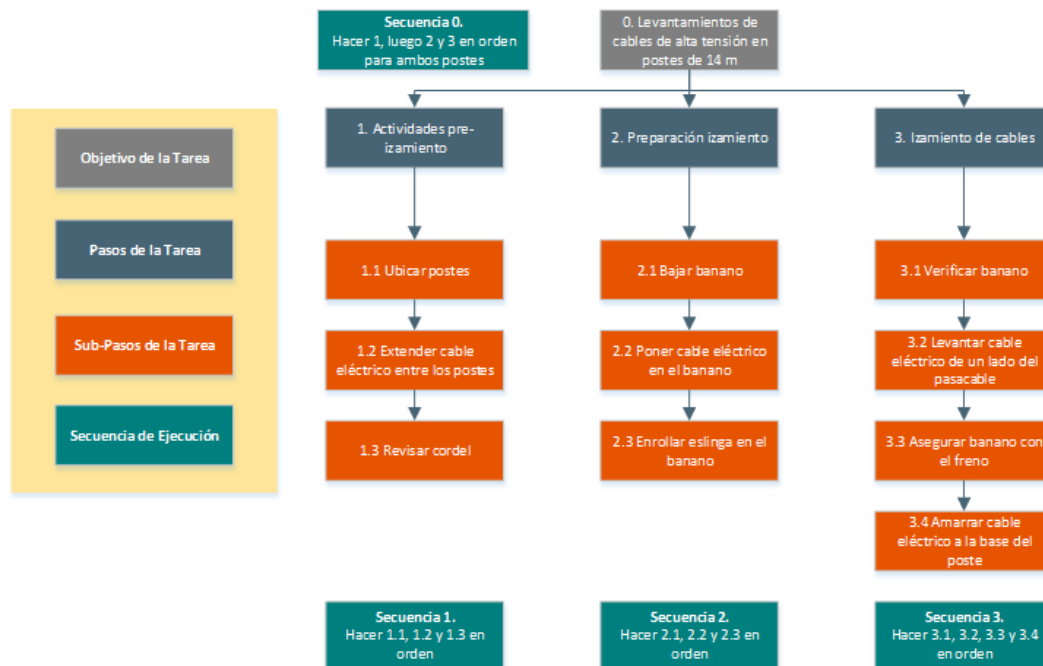 Secuencia 0.
Hacer 1, luego 2 y 3 en orden
para ambos postes
0. Levantamientos de
cables de alta tensión en
postes de 14 m
Objetivo de la Tarea
Pasos de la Tarea
Sub-Pasos de la Tarea
Secuencia de Ejecución
1. Actividades pre-
izamiento
1.1 Ubicar postes
1.2 Extender cable
eléctrico entre los postes
1.3 Revisar cordel
Secuencia 1.
Hacer 1.1, 1.2 y 1.3 en
orden
2. Preparación izamiento
2.1 Bajar banano
2.2 Poner cable eléctrico
en el banano
2.3 Enrollar eslinga en el
banano
Secuencia 2.
Hacer 2.1, 2.2 y 2.3 en
orden
3. Izamiento de cables
3.1 Verificar banano
3.2 Levantar cable
eléctrico de un lado del
pasacable
3.3 Asegurar banano con
el freno
3.4 Amarrar cable
eléctrico a la base del
poste
Secuencia 3.
Hacer 3.1, 3.2, 3.3 y 3.4
en orden